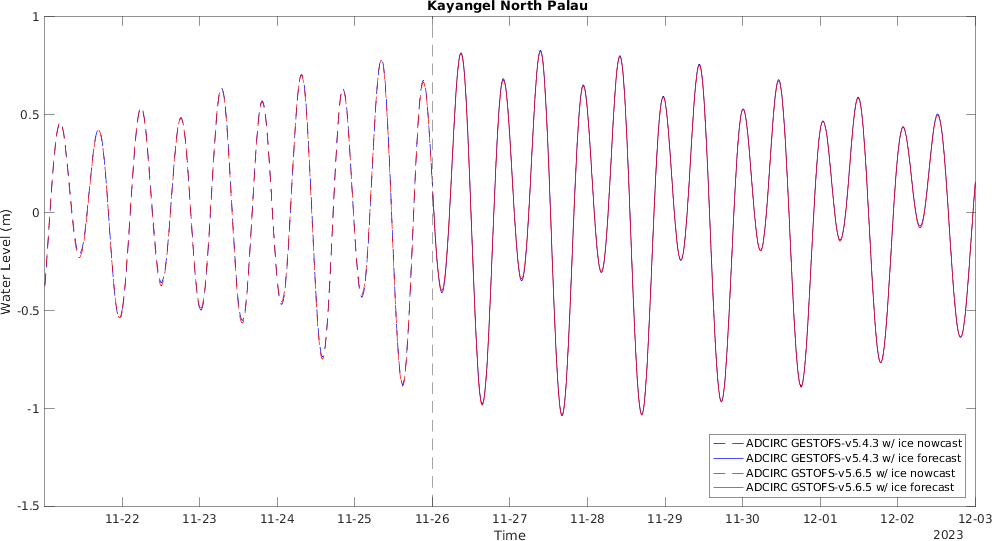 Kayangel North Palau
1
0.5
0
-0.5
-1
-1.5
Water Level (m)
11-22 11-23 11-24 11-25 11-26 11-27 11-28 11-29 11-30 12-01 12-02 12-03
Time
2023
ADCIRC GESTOFS-v5.4.3 w/ ice nowcast
ADCIRC GESTOFS-v5.4.3 w/ ice forecast
ADCIRC GSTOFS-v5.6.5 w/ ice nowcast
ADCIRC GSTOFS-v5.6.5 w/ ice forecast